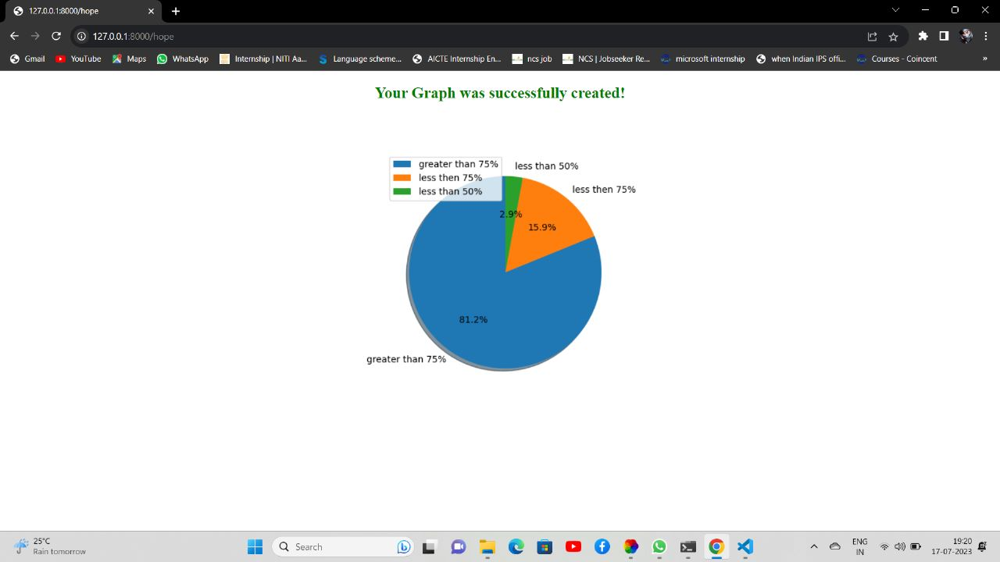 127.0.0.1:8000/hope
127.0.0.1:8000/hope
Gmail YouTube Maps WhatsApp Internship | NITI Aa... Language scheme... AICTE Internship En... ncs job NCS | JobSeeker Re... microsoft internship when Indian IPS offi... Courses - Coincent »
Your Graph was successfully created!
greater than 75%
less then 75%
less than 50%
less than 50%
less then 75%
2.9%
15.9%
81.2%
greater than 75%
25°C
Rain tomorrow
Search
ENG
IN
19:20
17-07-2023